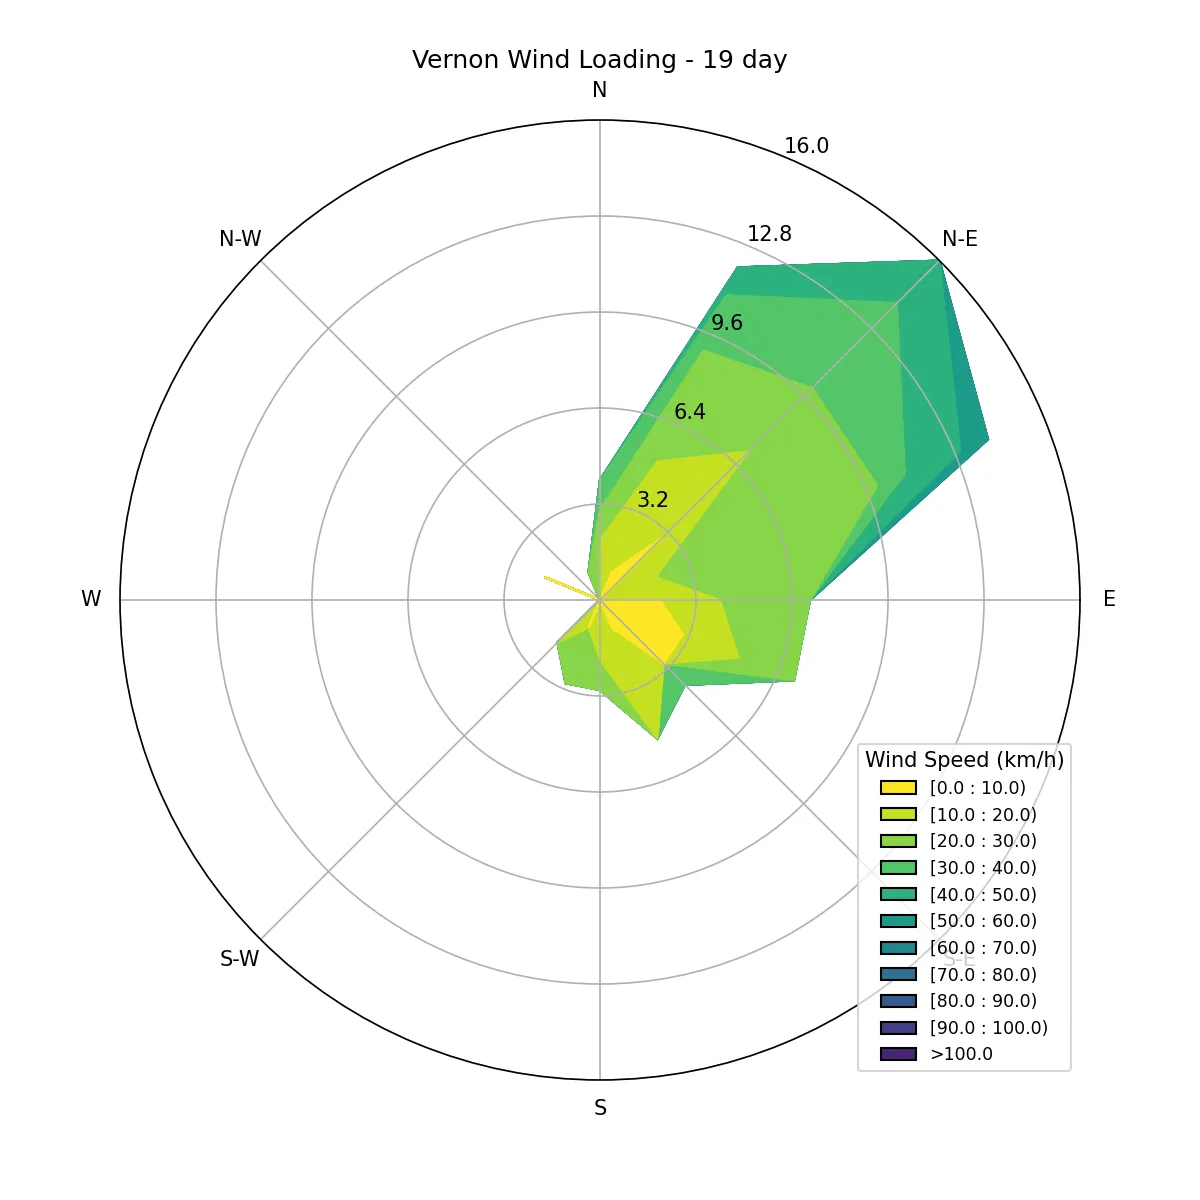 Vernon Wind Loading - 19 day
N
16.0
12.8
N-W
N-E
9.6
6.4
3.2
W
E
Wind Speed (km/h)
[0.0 : 10.0)
[10.0 : 20.0)
[20.0 : 30.0)
[30.0 : 40.0)
[40.0 : 50.0)
[50.0 : 60.0)
[60.0 : 70.0)
[70.0 : 80.0)
[80.0 : 90.0)
[90.0 : 100.0)
>100.0
S-W
S-E
S